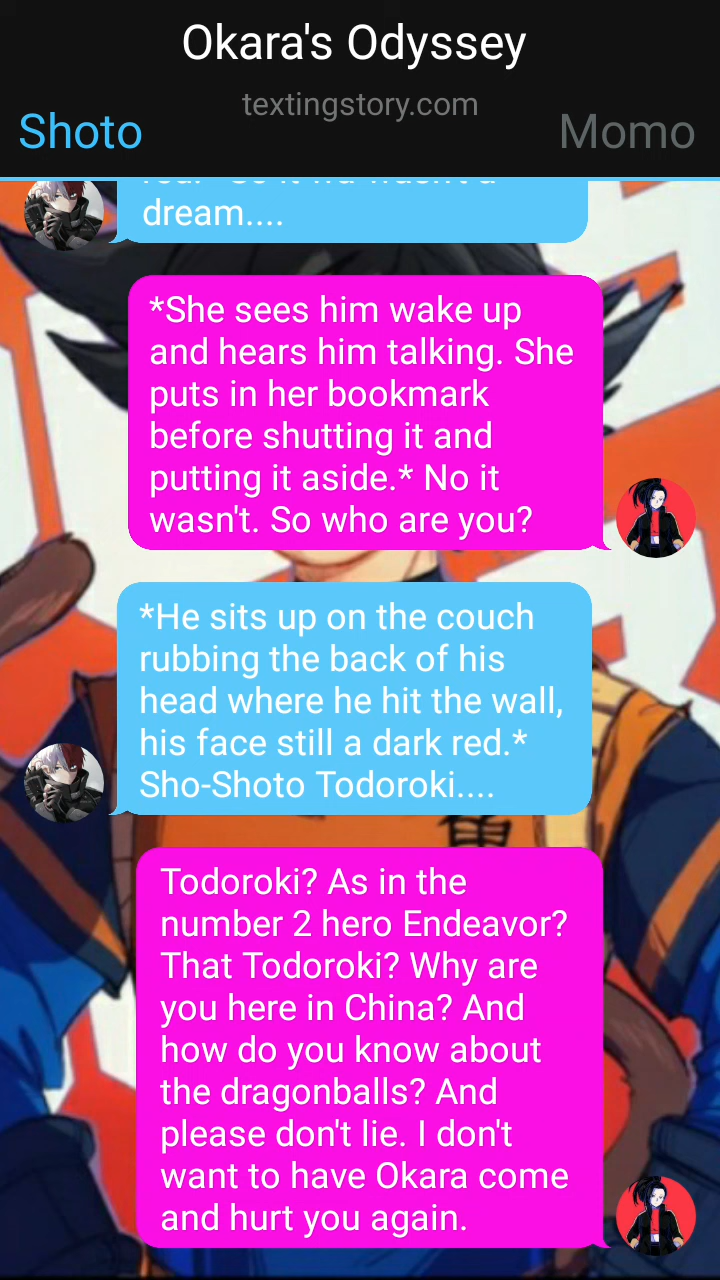 Okara's Odyssey
textingstory.com
Shoto
Momo
dream....
*She sees him wake up
and hears him talking. She
puts in her bookmark
before shutting it and
putting it aside.* No it
wasn't. So who are you?
*He sits up on the couch
rubbing the back of his
head where he hit the wall,
his face still a dark red.*
Sho-Shoto Todoroki....
Todoroki? As in the
number 2 hero Endeavor?
That Todoroki? Why are
you here in China? And
how do you know about
the dragonballs? And
please don't lie. I don't
want to have Okara come
and hurt you again.